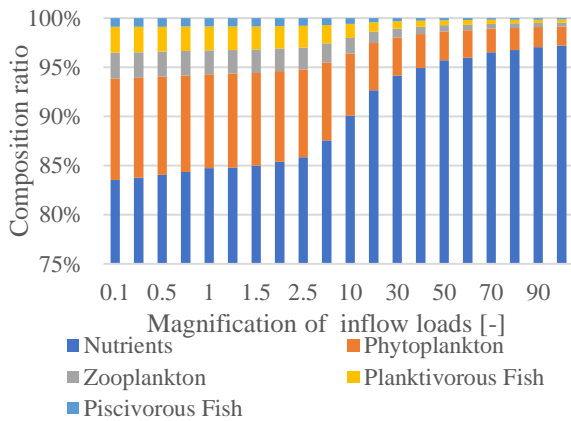 Composition ratio
100%
95%
90%
85%
80%
75%
0.1 0.5 1 1.5 2.5 10 30 50 70 90
Magnification of inflow loads [-]
Nutrients Phytoplankton
Zooplankton Planktivorous Fish
Piscivorous Fish